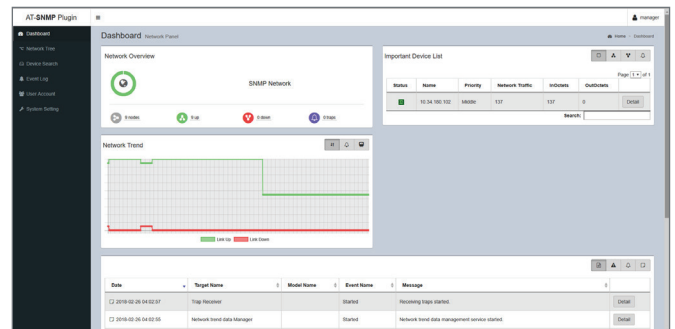 AT-SNMP Plugin
manager
Dashboard
Network Tree
Device Search
Event Log
User Account
System Setting
Dashboard Network Panel
Home > Dashboard
Network Overview
SNMP Network
9 nodes
9 up
0 down
0 traps
Network Trend
Link Up Link Down
Important Device List
Page 1 of 1
Status Name Priority Network Traffic InOctets OutOctets
10.34.160.102 Middle 137 137 0 Detail
Search:
Date Target Name Model Name Event Name Message
2018-02-26 04:02:57 Trap Receiver Started Receiving traps started. Detail
2018-02-26 04:02:55 Network trend data Manager Started Network trend data management service started. Detail